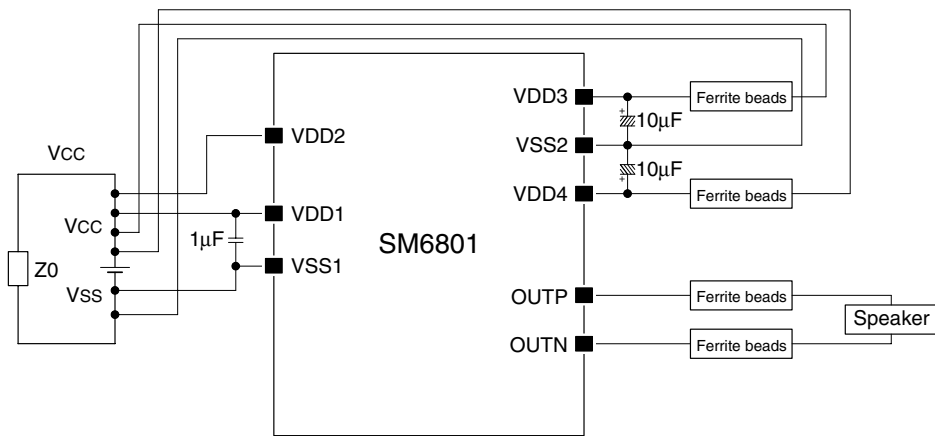 VDD3
Ferrite beads
10μF
VDD2
VSS2
VCC
10μF
VDD4
Ferrite beads
VDD1
VCC
1μF
SM6801
Z0
VSS1
VSS
OUTP
Ferrite beads
Speaker
OUTN
Ferrite beads